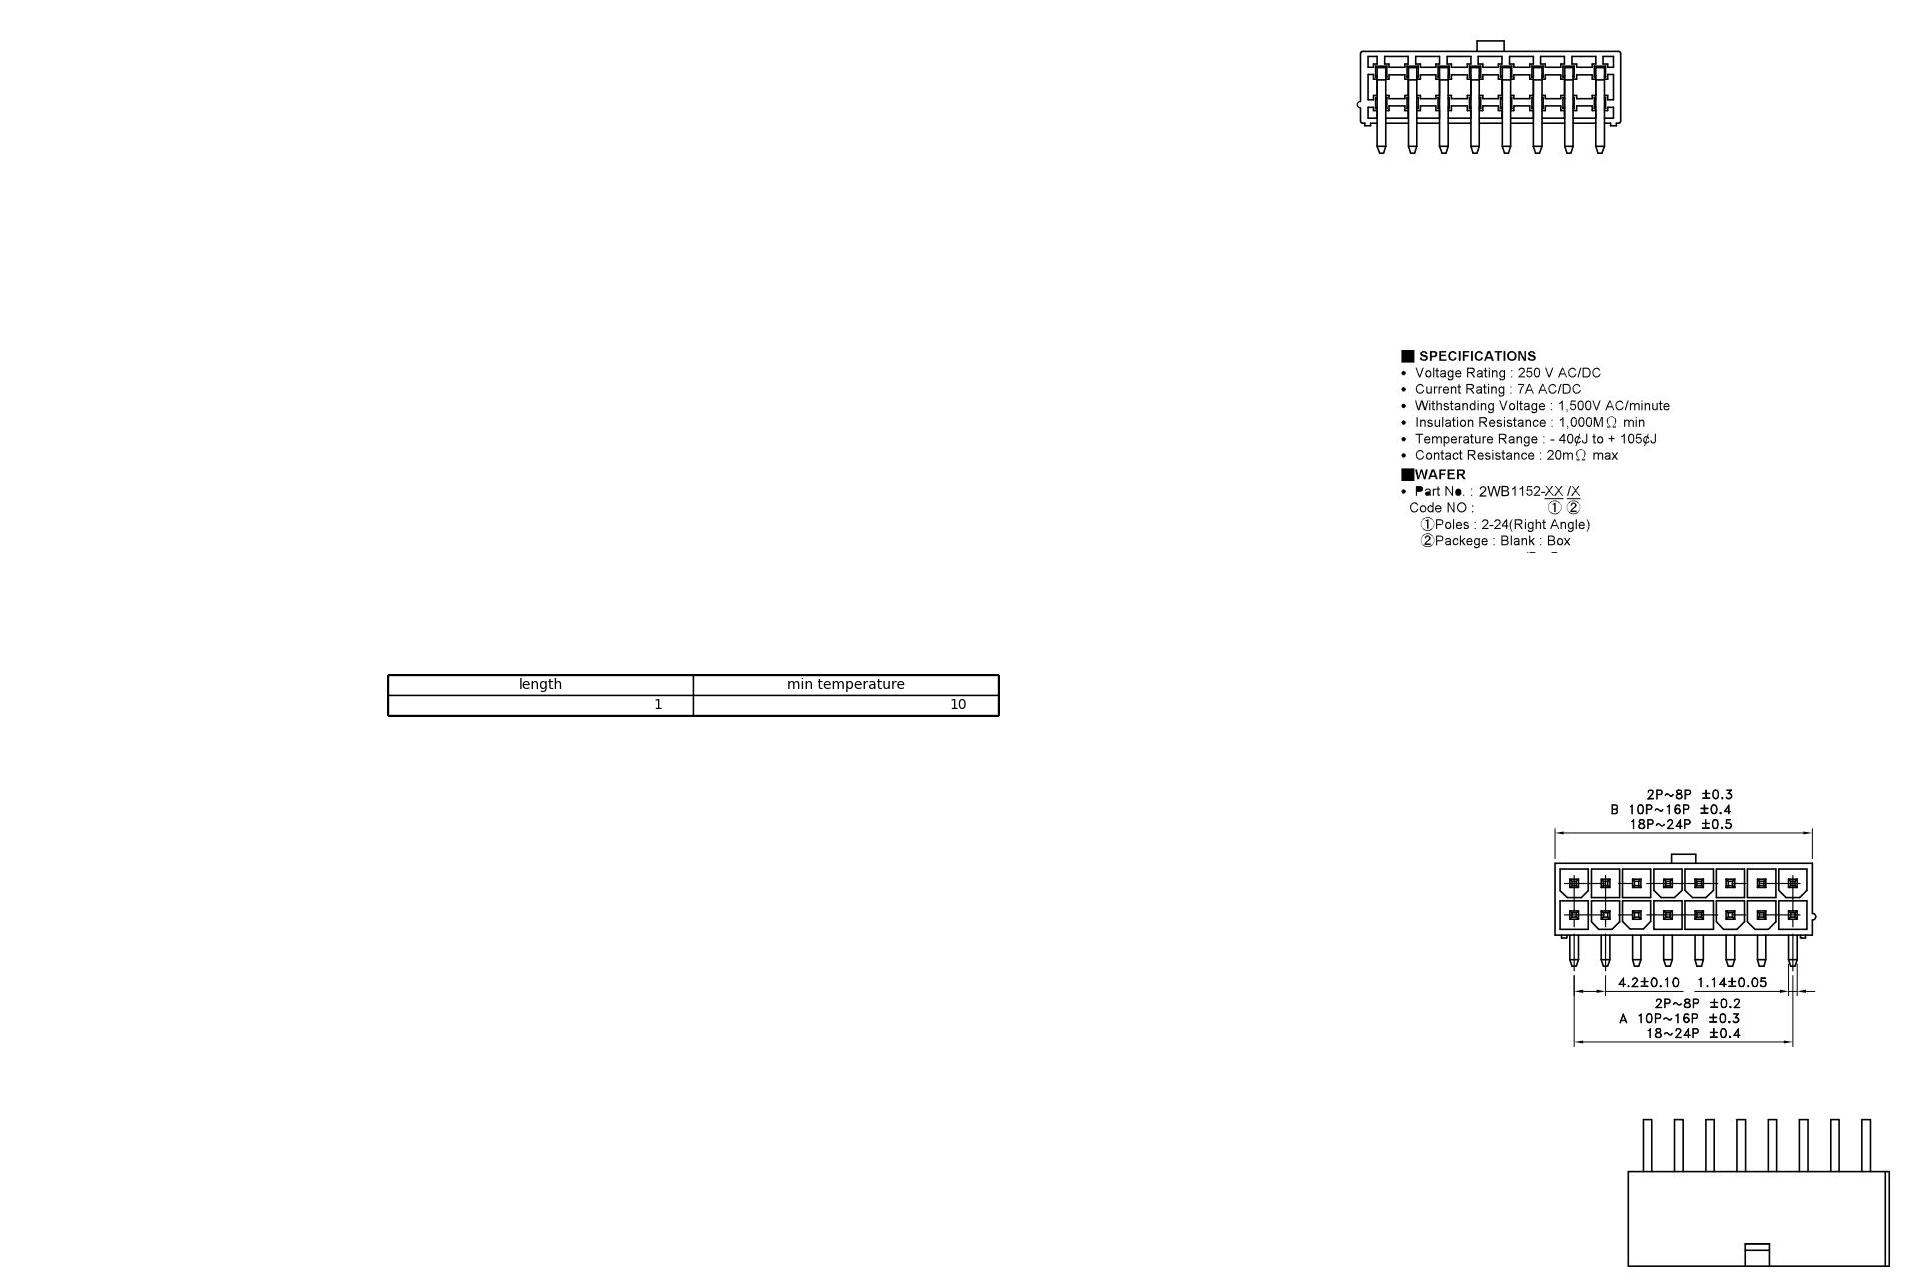 ■ SPECIFICATIONS
• Voltage Rating : 250 V AC/DC
• Current Rating : 7A AC/DC
• Withstanding Voltage : 1,500V AC/minute
• Insulation Resistance : 1,000MΩ min
• Temperature Range : - 40¢J to + 105¢J
• Contact Resistance : 20mΩ max
■WAFER
• Part No. : 2WB1152-XX /X
Code NO : ① ②
①Poles : 2-24(Right Angle)
②Packege : Blank : Box
length min temperature
1 10
2P~8P ±0.3
B 10P~16P ±0.4
18P~24P ±0.5
4.2±0.10 1.14±0.05
2P~8P ±0.2
A 10P~16P ±0.3
18~24P ±0.4